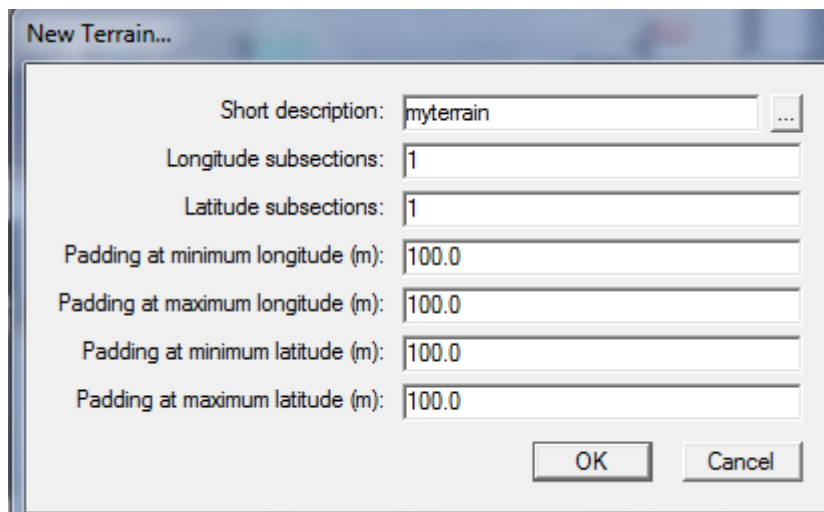 New Terrain...
Short description: myterrain ...
Longitude subsections: 1
Latitude subsections: 1
Padding at minimum longitude (m): 100.0
Padding at maximum longitude (m): 100.0
Padding at minimum latitude (m): 100.0
Padding at maximum latitude (m): 100.0
OK Cancel